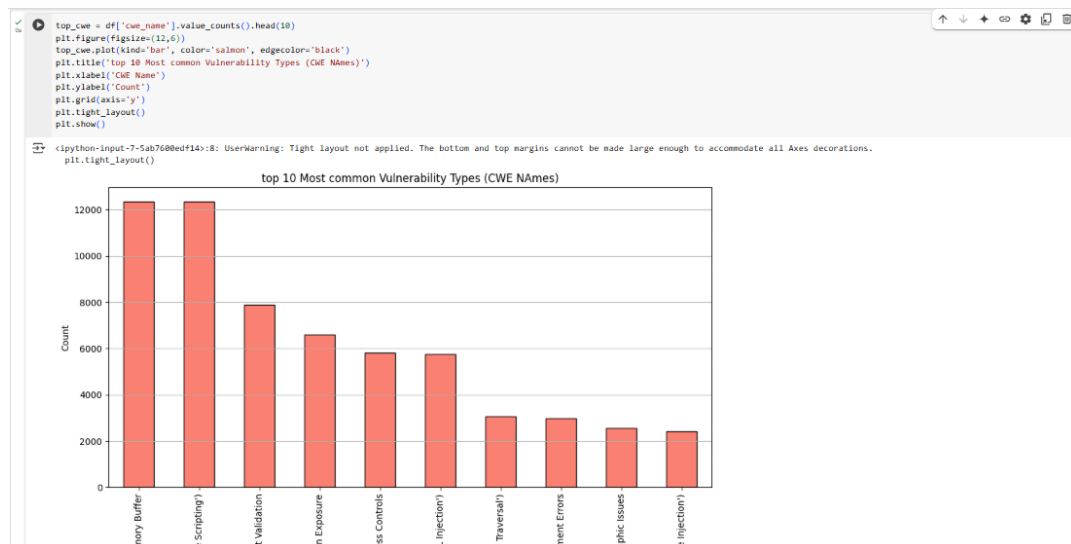 top_cwe = df['cwe_name'].value_counts().head(10)
plt.figure(figsize=(12,6))
top_cwe.plot(kind='bar', color='salmon', edgecolor='black')
plt.title('top 10 Most common Vulnerability Types (CWE NAmes)')
plt.xlabel('CWE Name')
plt.ylabel('Count')
plt.grid(axis='y')
plt.tight_layout()
plt.show()
<ipython-input-7-5ab7600edf14>:8: UserWarning: Tight layout not applied. The bottom and top margins cannot be made large enough to accommodate all Axes decorations.
plt.tight_layout()
top 10 Most common Vulnerability Types (CWE NAmes)
12000
10000
8000
6000
4000
2000
0
Count
Buffer
Scripting')
Validation
Exposure
Controls
Injection')
Traversal')
Errors
Issues
Injection')